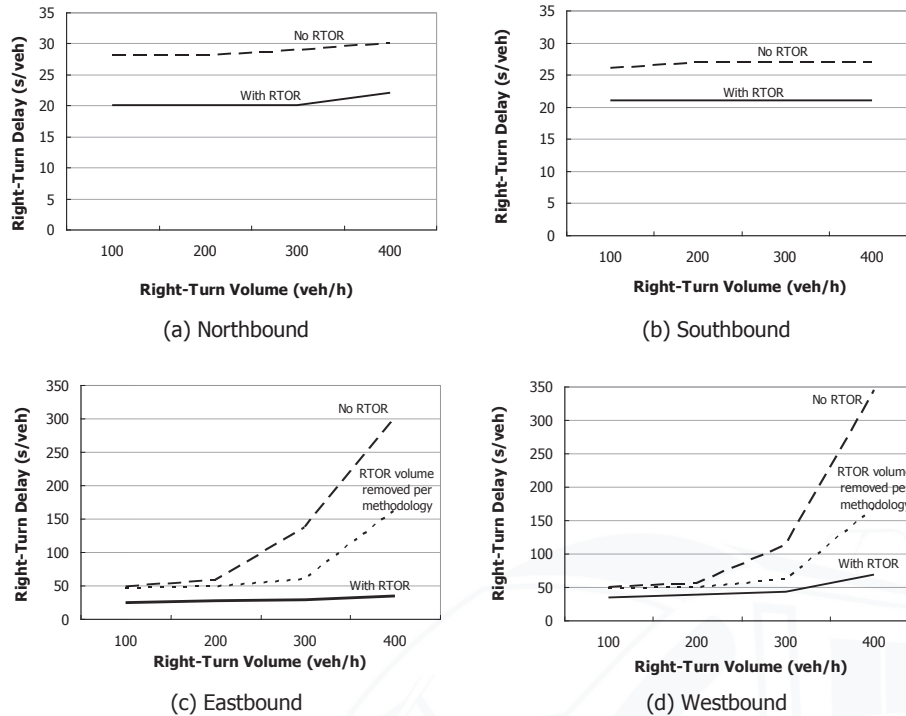 35
30
25
20
15
10
5
0
Right-Turn Delay (s/veh)
No RTOR
With RTOR
100 200 300 400
Right-Turn Volume (veh/h)
(a) Northbound
35
30
25
20
15
10
5
0
Right-Turn Delay (s/veh)
No RTOR
With RTOR
100 200 300 400
Right-Turn Volume (veh/h)
(b) Southbound
350
300
250
200
150
100
50
0
Right-Turn Delay (s/veh)
No RTOR
RTOR volume
removed per
methodology
With RTOR
100 200 300 400
Right-Turn Volume (veh/h)
(c) Eastbound
350
300
250
200
150
100
50
0
Right-Turn Delay (s/veh)
No RTOR
RTOR volume
removed per
methodology
With RTOR
100 200 300 400
Right-Turn Volume (veh/h)
(d) Westbound